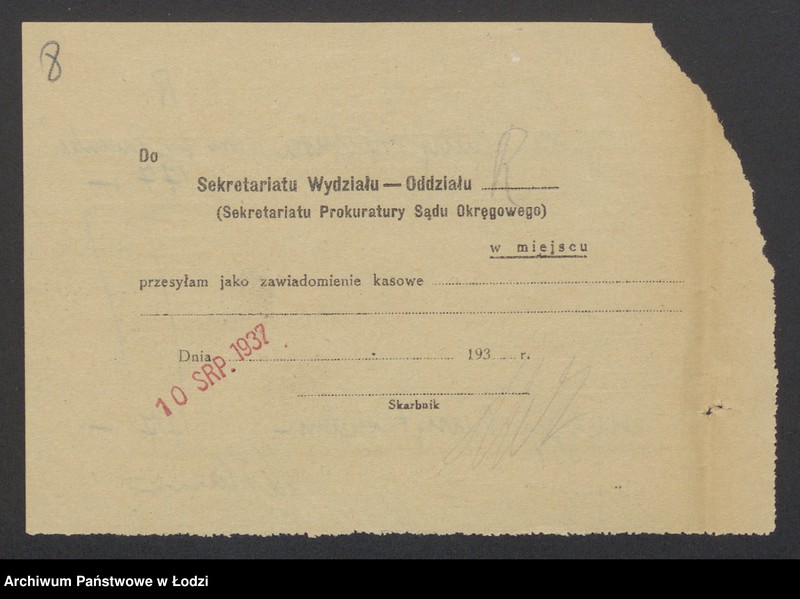 8
Do
Sekretariatu Wydziału — Oddziału R
(Sekretariatu Prokuratury Sądu Okręgowego)
w miejscu
przesyłam jako zawiadomienie kasowe
Dnia 193 r.
10 SRP. 1937
Skarbnik
Archiwum Państwowe w Łodzi